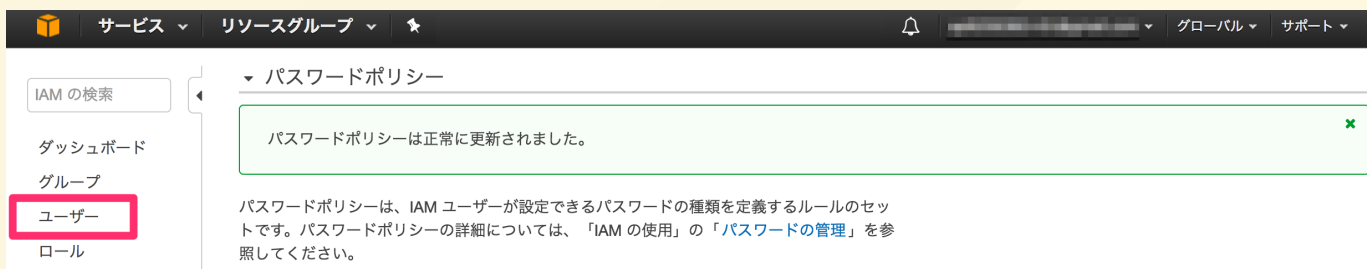 サービス リソースグループ グローバル サポート
IAM の検索
ダッシュボード
グループ
ユーザー
ロール
パスワードポリシー
パスワードポリシーは正常に更新されました。
パスワードポリシーは、IAM ユーザーが設定できるパスワードの種類を定義するルールのセッ
トです。パスワードポリシーの詳細については、「IAM の使用」の「パスワードの管理」を参
照してください。